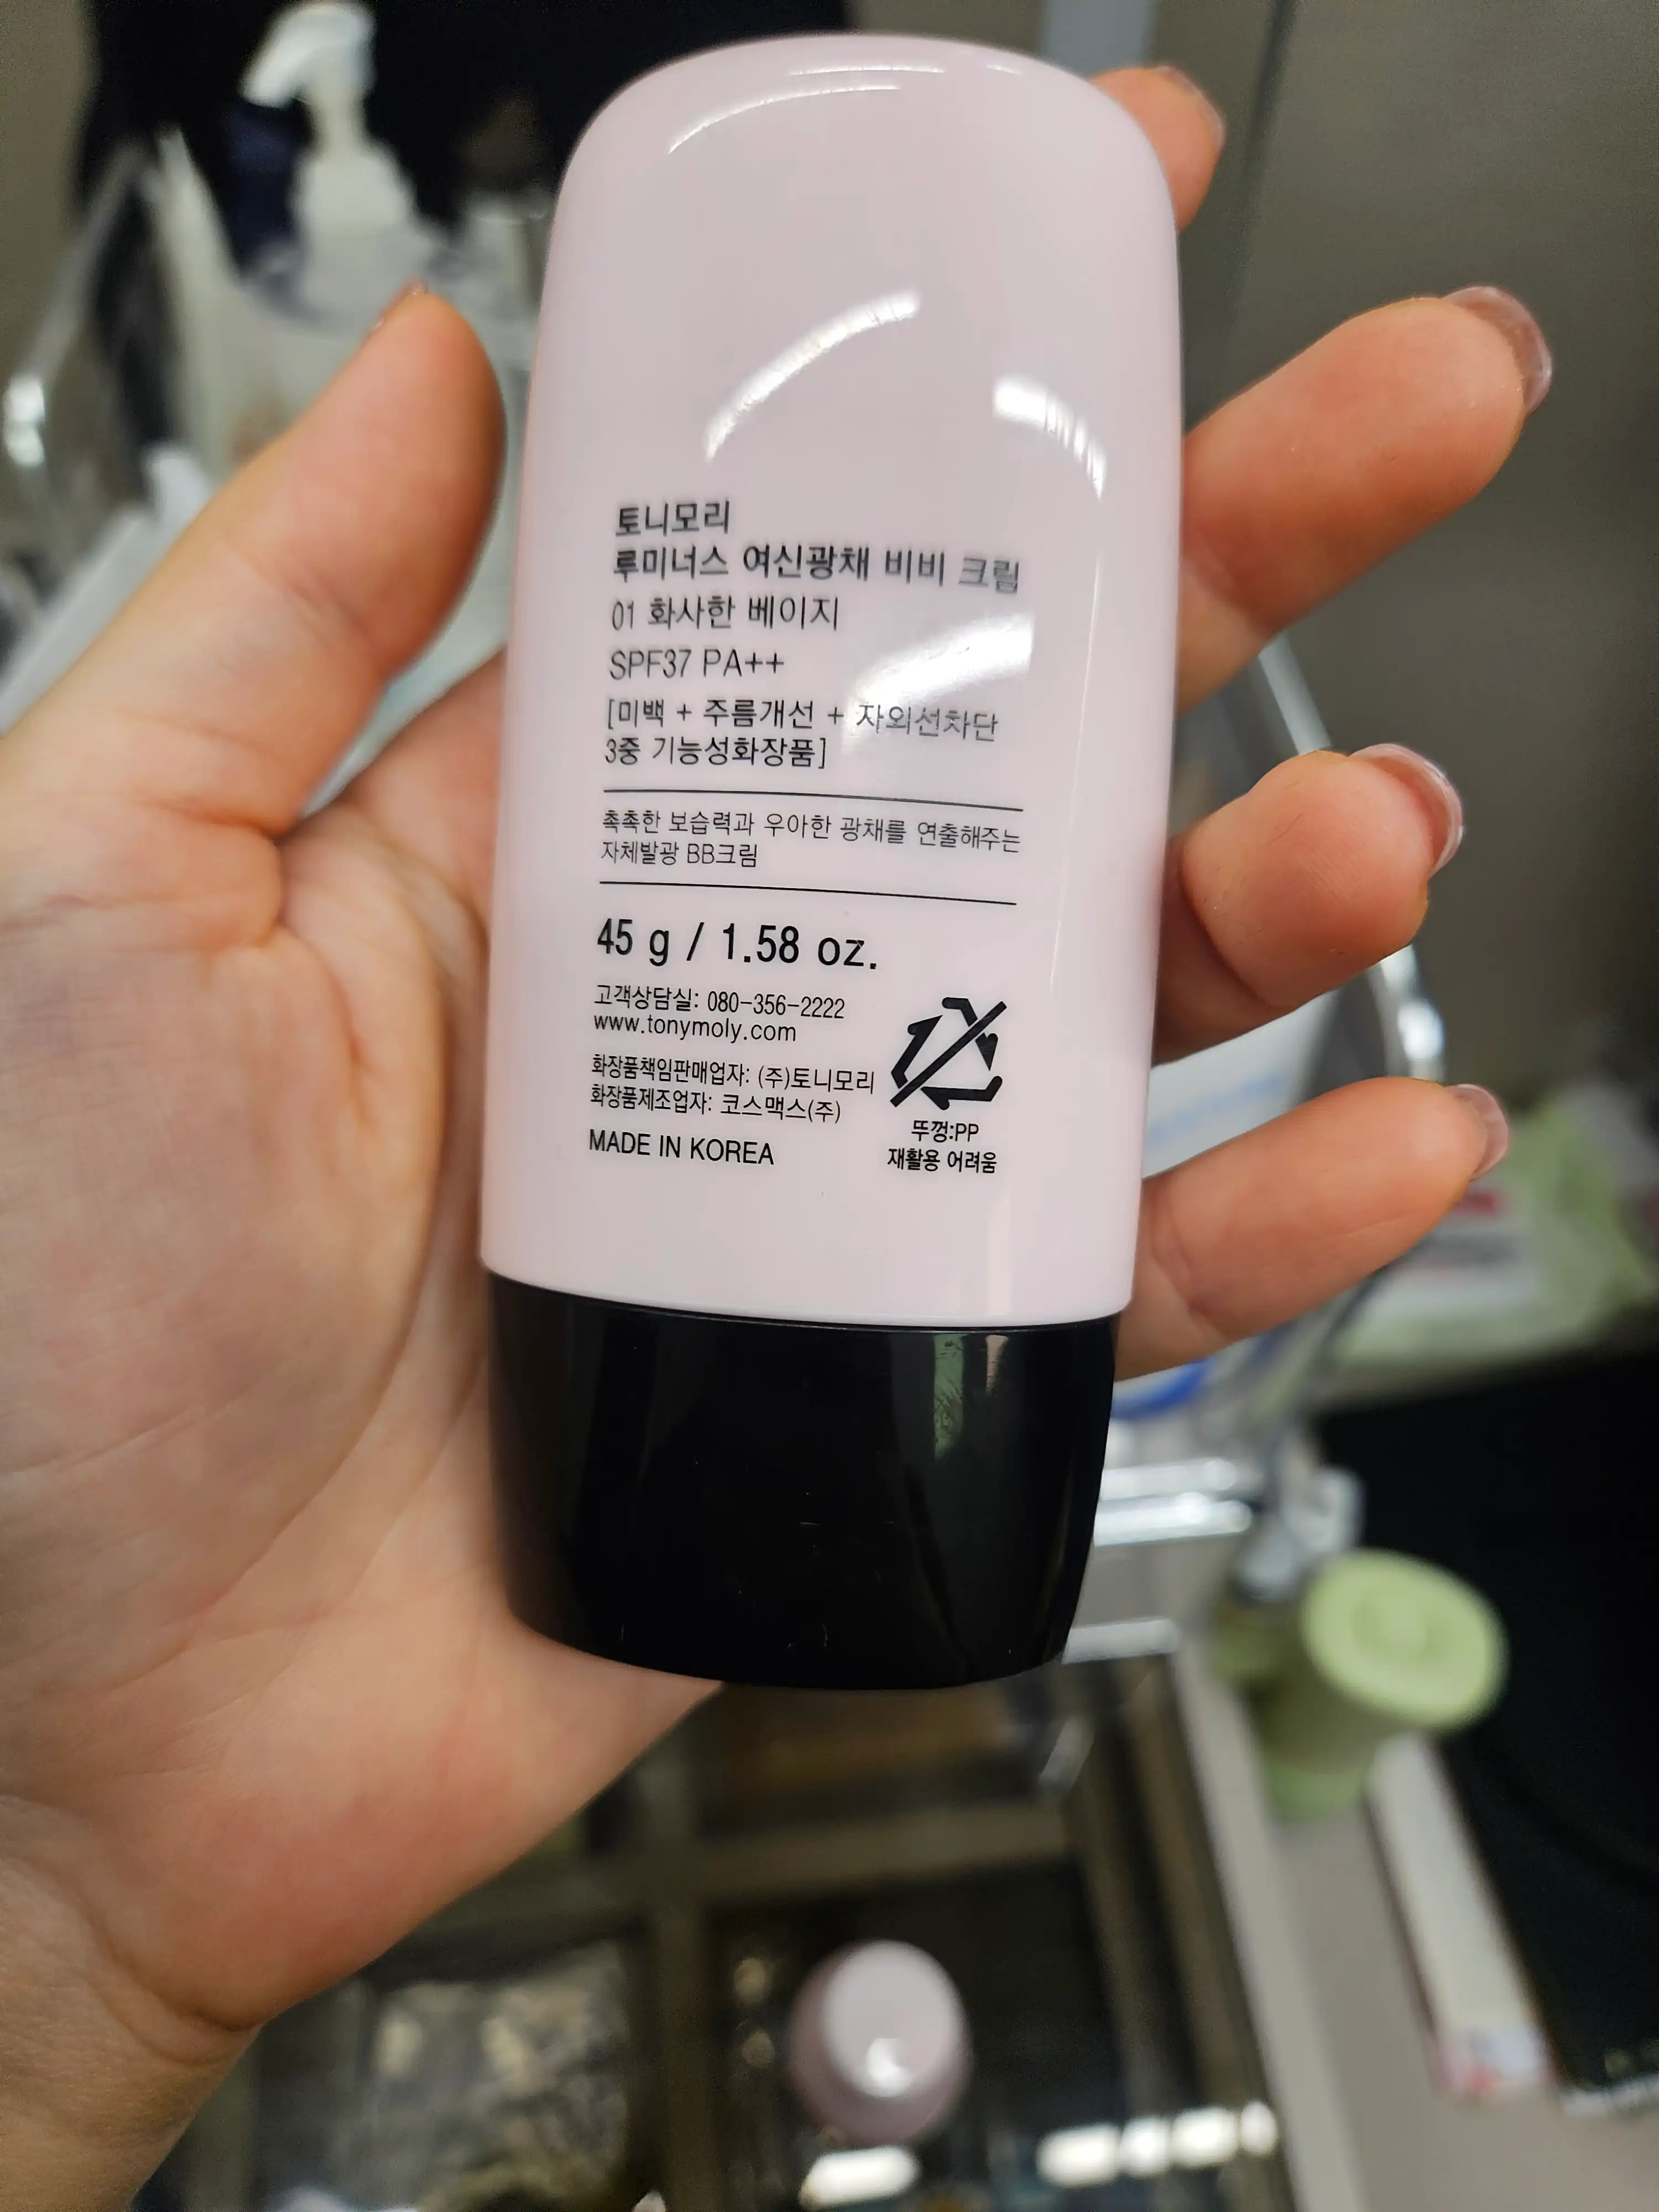 토니모리
루미너스 여신광채 비비 크림
01 화사한 베이지
SPF37 PA++
[미백 + 주름개선 + 자외선차단
3중 기능성화장품]
촉촉한 보습력과 우아한 광채를 연출해주는
자체발광 BB크림
45 g / 1.58 oz.
고객상담실: 080-356-2222
www.tonymoly.com
화장품책임판매업자: (주)토니모리
화장품제조업자: 코스맥스(주)
MADE IN KOREA
뚜껑:PP
재활용 어려움